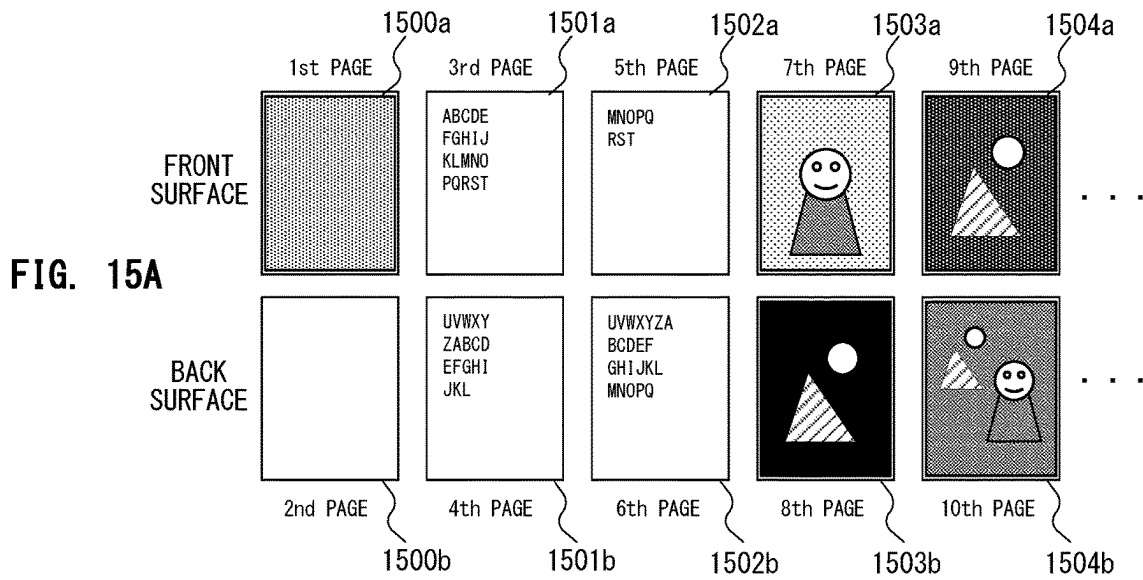 1500a 1501a 1502a 1503a 1504a
1st PAGE 3rd PAGE 5th PAGE 7th PAGE 9th PAGE
FRONT
SURFACE
ABCDE
FGHIJ
KLMNO
PQRST
MNOPQ
RST
. . .
FIG. 15A
BACK
SURFACE
UVWXY
ZABCD
EFGHI
JKL
UVWXYZA
BCDEF
GHIJKL
MNOPQ
. . .
2nd PAGE 4th PAGE 6th PAGE 8th PAGE 10th PAGE
1500b 1501b 1502b 1503b 1504b